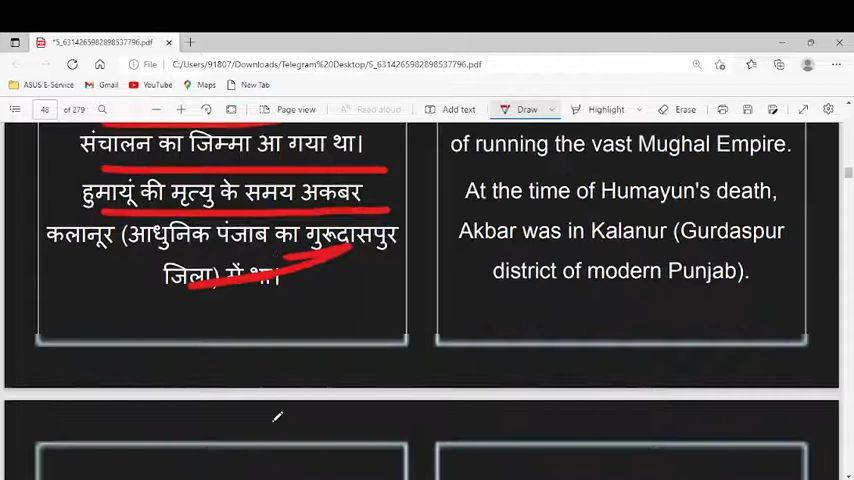 *5_6314265982898537796.pdf
File C:/Users/91807/Downloads/Telegram%20Desktop/5_6314265982898537796.pdf
ASUS E-Service Gmail YouTube Maps New Tab
48 of 279 Page view Read aloud Add text Draw Highlight Erase
संचालन का जिम्मा आ गया था।
हुमायूं की मृत्यु के समय अकबर
कलानूर (आधुनिक पंजाब का गुरूदासपुर
जिला) में था।
of running the vast Mughal Empire.
At the time of Humayun's death,
Akbar was in Kalanur (Gurdaspur
district of modern Punjab).